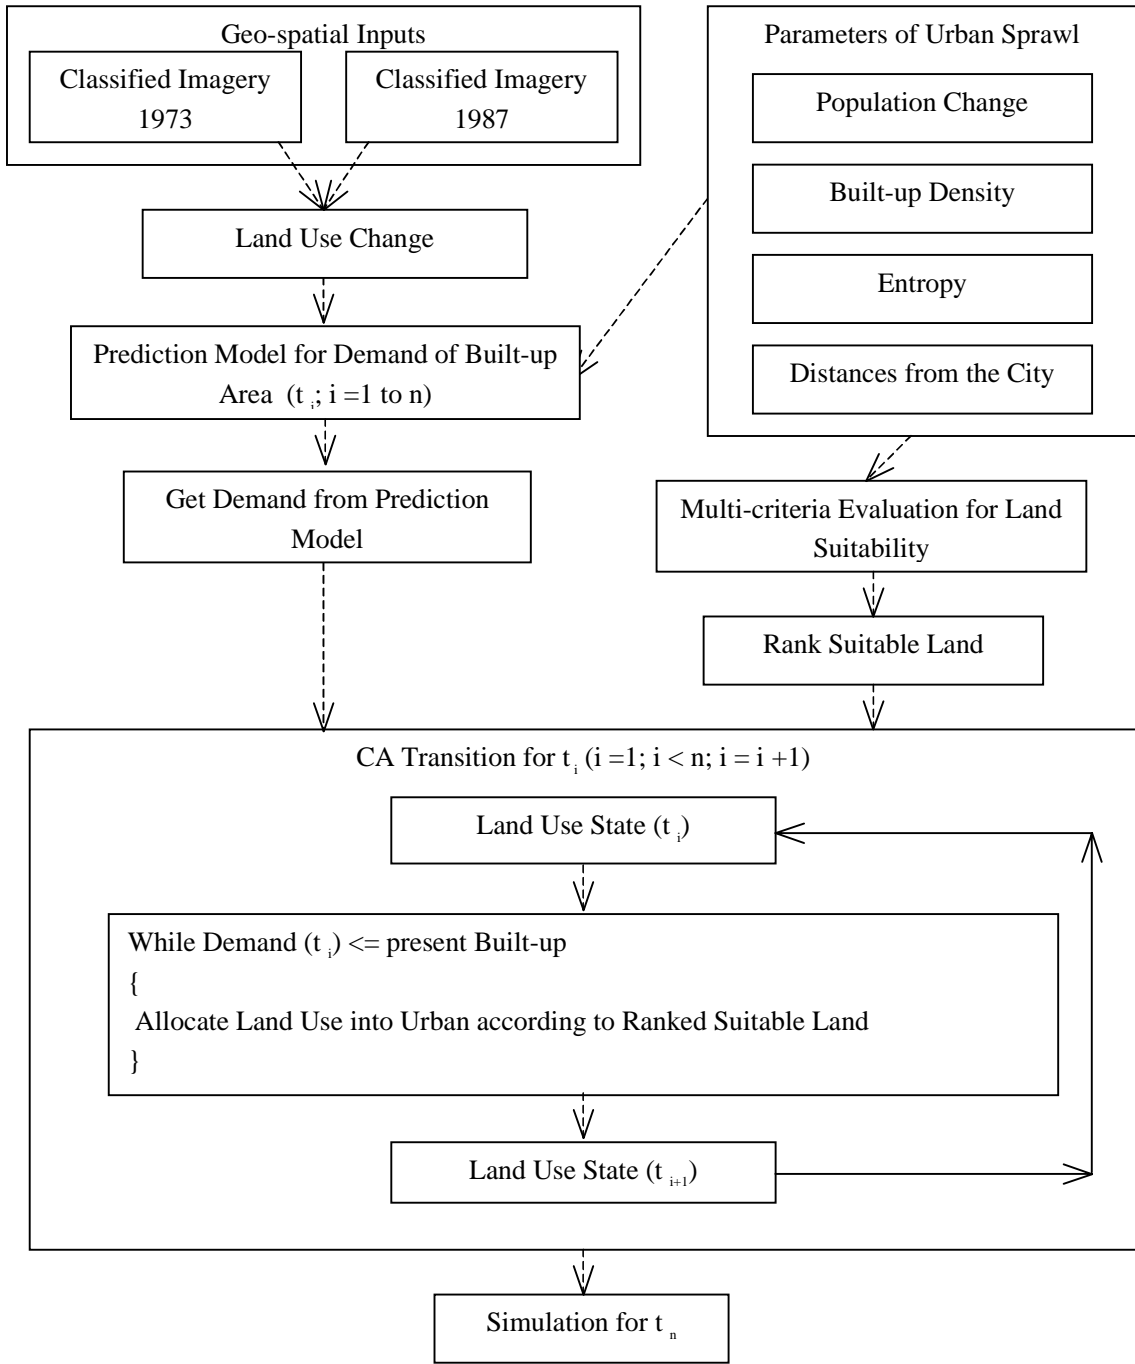 Geo-spatial Inputs
Classified Imagery
1973
Classified Imagery
1987
Land Use Change
Prediction Model for Demand of Built-up
Area (t i; i =1 to n)
Get Demand from Prediction
Model
Parameters of Urban Sprawl
Population Change
Built-up Density
Entropy
Distances from the City
Multi-criteria Evaluation for Land
Suitability
Rank Suitable Land
CA Transition for t i (i =1; i < n; i = i +1)
Land Use State (t i)
While Demand (t i) <= present Built-up
{
Allocate Land Use into Urban according to Ranked Suitable Land
}
Land Use State (t i+1)
Simulation for t n